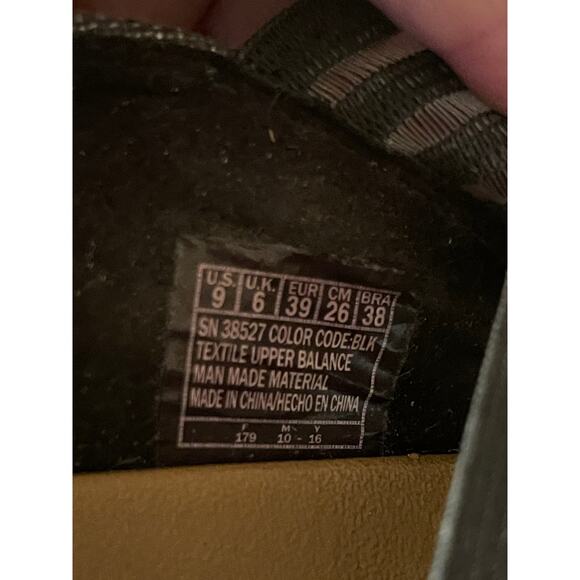 U.S. U.K. EUR CM BRA
9 6 39 26 38
SN 38527 COLOR CODE:BLK
TEXTILE UPPER BALANCE
MAN MADE MATERIAL
MADE IN CHINA/HECHO EN CHINA
F M Y
179 10 - 16